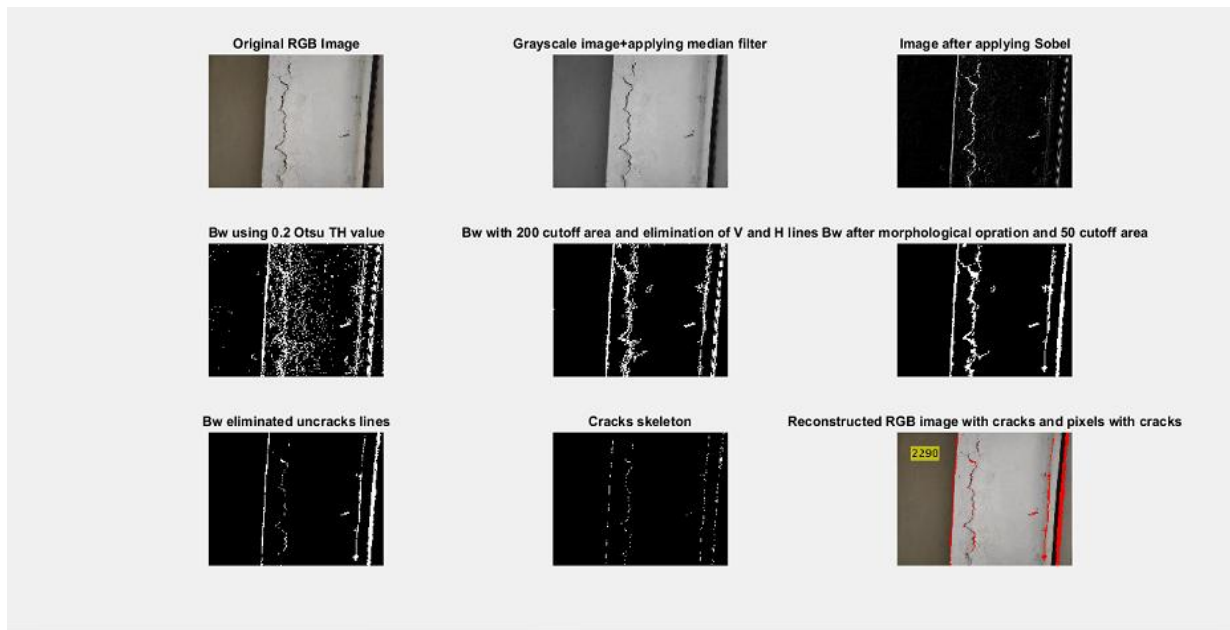 Original RGB Image
Grayscale image+applying median filter
Image after applying Sobel
Bw using 0.2 Otsu TH value
Bw with 200 cutoff area and elimination of V and H lines
Bw after morphological opration and 50 cutoff area
Bw eliminated uncracks lines
Cracks skeleton
Reconstructed RGB image with cracks and pixels with cracks
2290